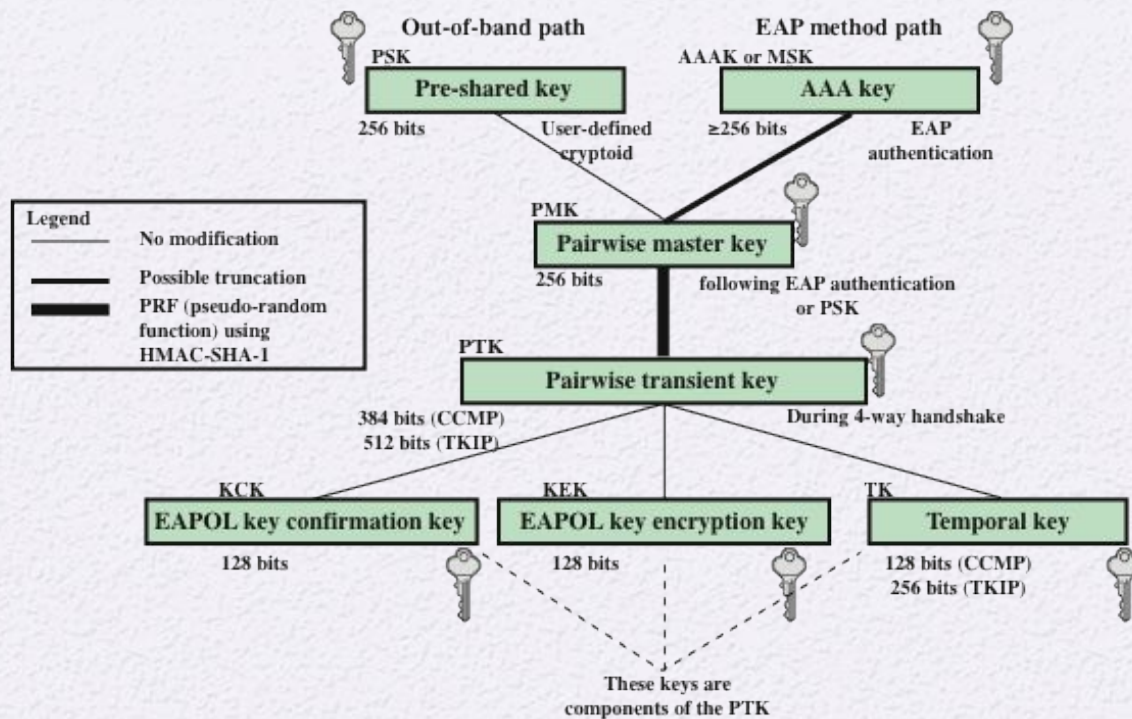 Out-of-band path
EAP method path
PSK
AAAK or MSK
Pre-shared key
AAA key
256 bits
User-defined
cryptoid
≥256 bits
EAP
authentication
Legend
No modification
Possible truncation
PRF (pseudo-random
function) using
HMAC-SHA-1
PMK
Pairwise master key
256 bits
following EAP authentication
or PSK
PTK
Pairwise transient key
384 bits (CCMP)
512 bits (TKIP)
During 4-way handshake
KCK
KEK
TK
EAPOL key confirmation key
EAPOL key encryption key
Temporal key
128 bits
128 bits
128 bits (CCMP)
256 bits (TKIP)
These keys are
components of the PTK